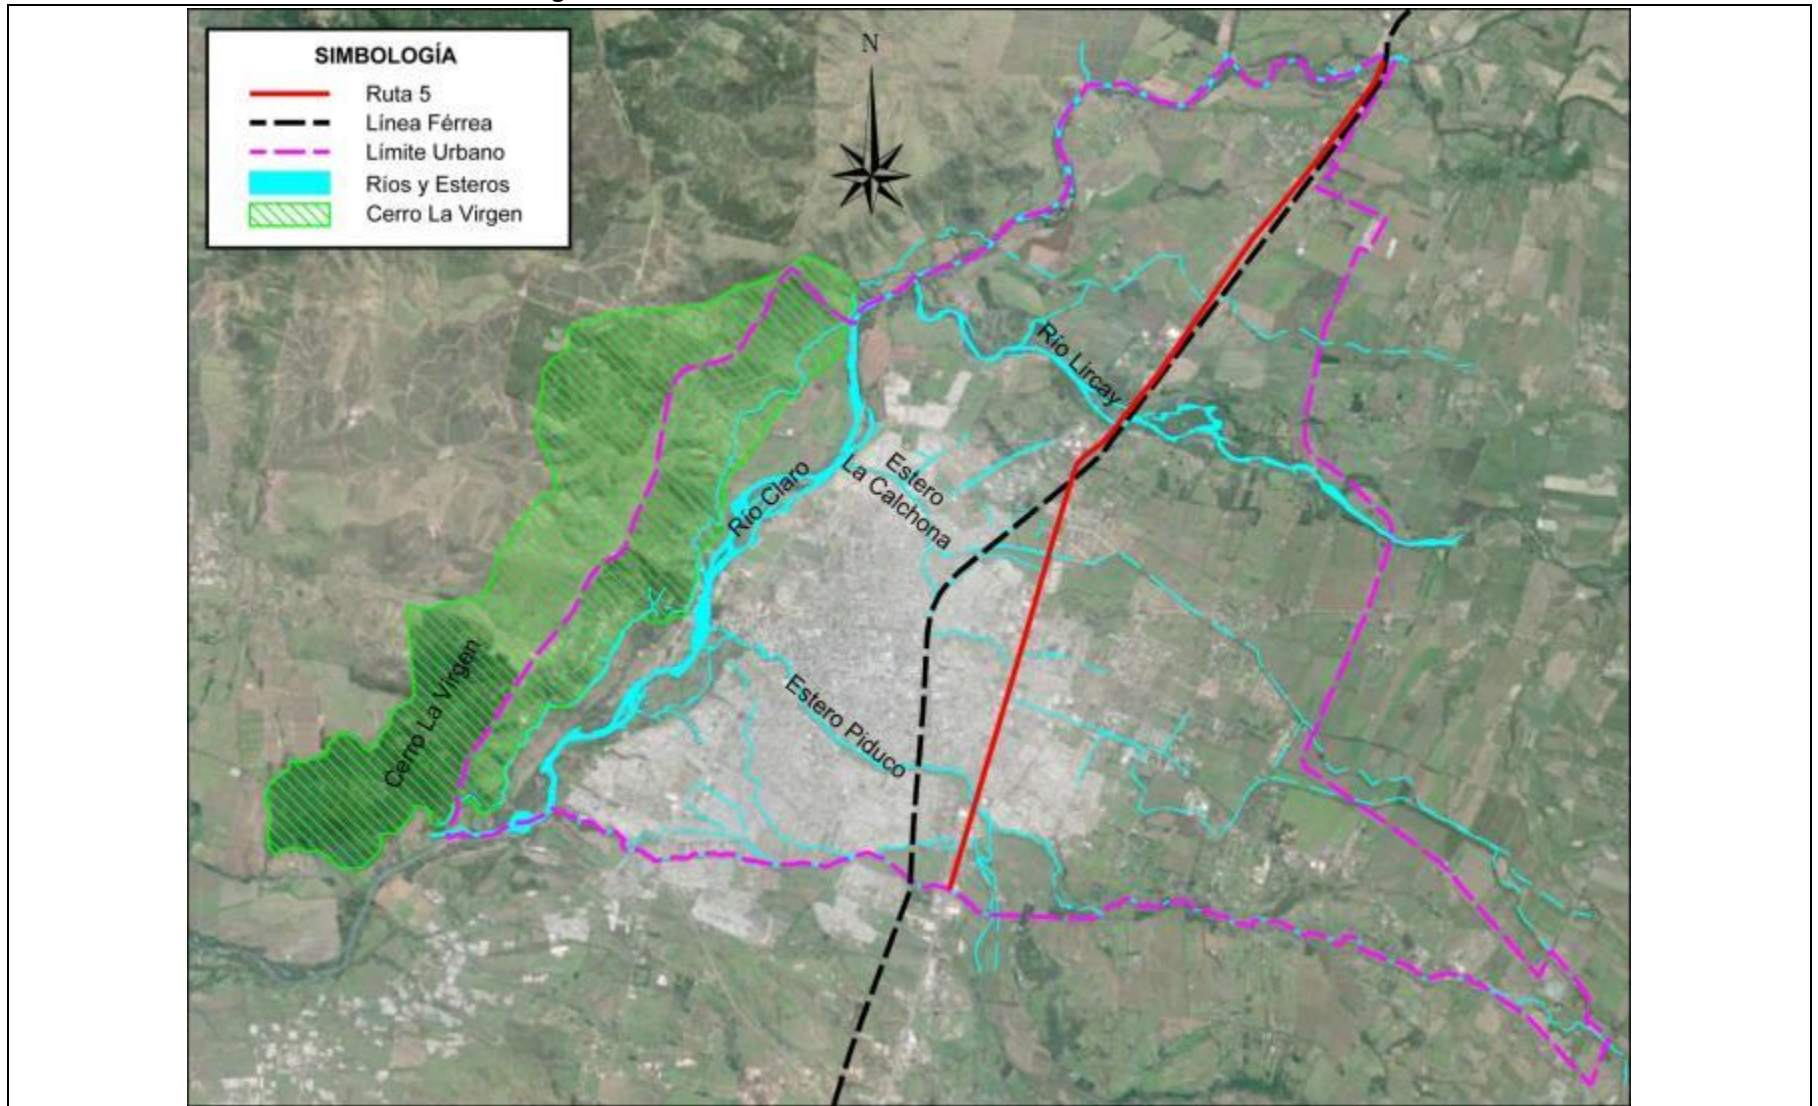 SIMBOLOGÍA
Ruta 5
Línea Férrea
Límite Urbano
Ríos y Esteros
Cerro La Virgen
N
Río Lircay
Estero
La Calchona
Río Claro
Estero Piduco
Cerro La Virgen